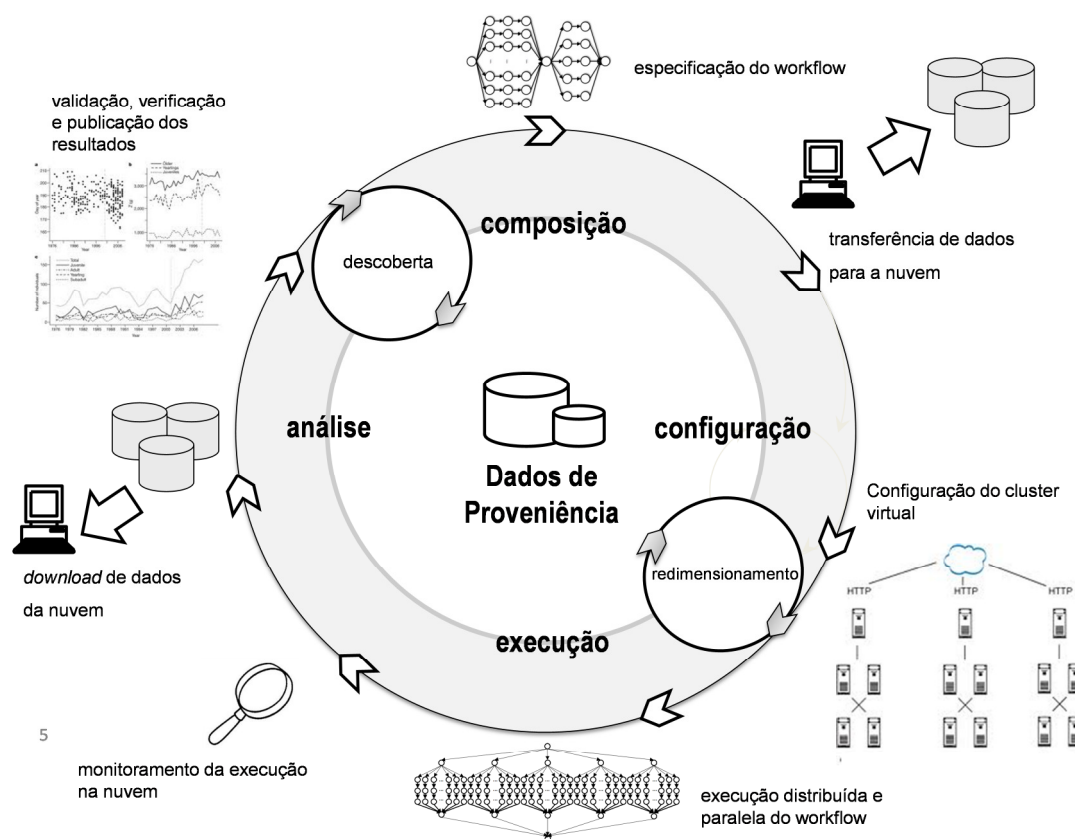 especificação do workflow
validação, verificação
e publicação dos
resultados
transferência de dados
para a nuvem
composição
descoberta
análise
configuração
Dados de
Proveniência
Configuração do cluster
virtual
redimensionamento
HTTP HTTP HTTP
execução
download de dados
da nuvem
5
monitoramento da execução
na nuvem
execução distribuída e
paralela do workflow